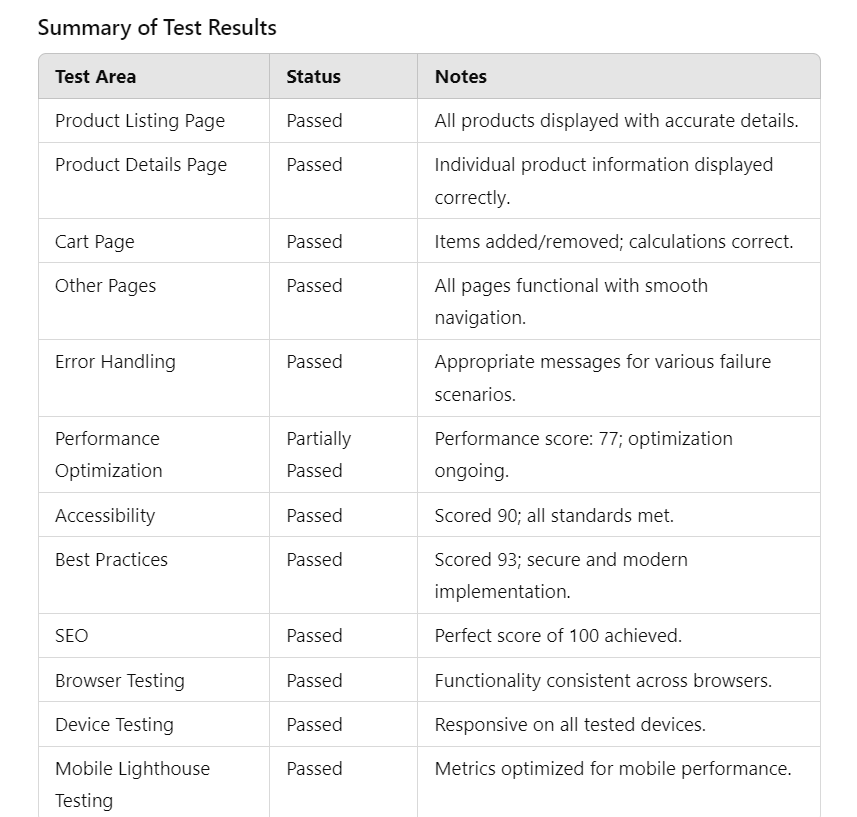 Summary of Test Results
Test Area Status Notes
Product Listing Page Passed All products displayed with accurate details.
Product Details Page Passed Individual product information displayed
correctly.
Cart Page Passed Items added/removed; calculations correct.
Other Pages Passed All pages functional with smooth
navigation.
Error Handling Passed Appropriate messages for various failure
scenarios.
Performance Partially Performance score: 77; optimization
Optimization Passed ongoing.
Accessibility Passed Scored 90; all standards met.
Best Practices Passed Scored 93; secure and modern
implementation.
SEO Passed Perfect score of 100 achieved.
Browser Testing Passed Functionality consistent across browsers.
Device Testing Passed Responsive on all tested devices.
Mobile Lighthouse Passed Metrics optimized for mobile performance.
Testing